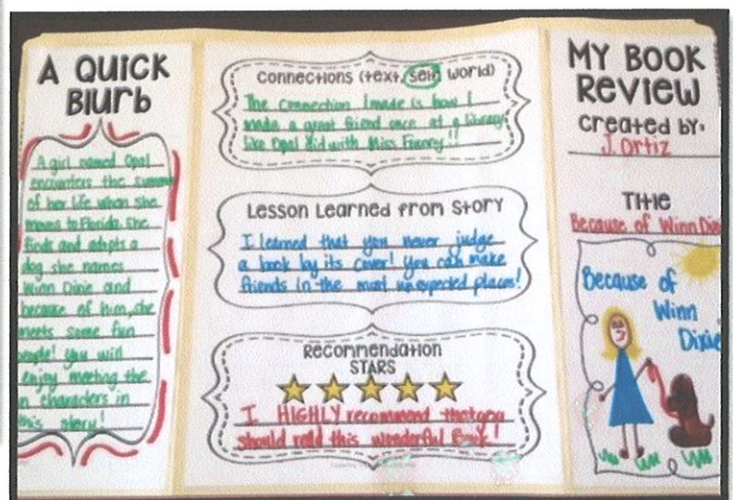 A QUICK
Blurb
A girl named Opal
encounters the summer
of her life when she
moves to Florida. She
finds and adopts a
dog she names
Winn Dixie and
because of him, she
meets some fun
people! you will
enjoy meeting the
characters in
this story!
Connections (text, self, world)
The connection I made is how I
made a great friend once at a library
like Opal did with Miss Franny!!
Lesson Learned from Story
I learned that you never judge
a book by its cover! You can make
friends in the most unexpected places!
Recommendation
STARS
I HIGHLY recommend that you
should read this wonderful Book!
MY BOOK
REVIEW
Created by:
J. Ortiz
Title
Because of Winn Dixie
Because of
Winn
Dixie